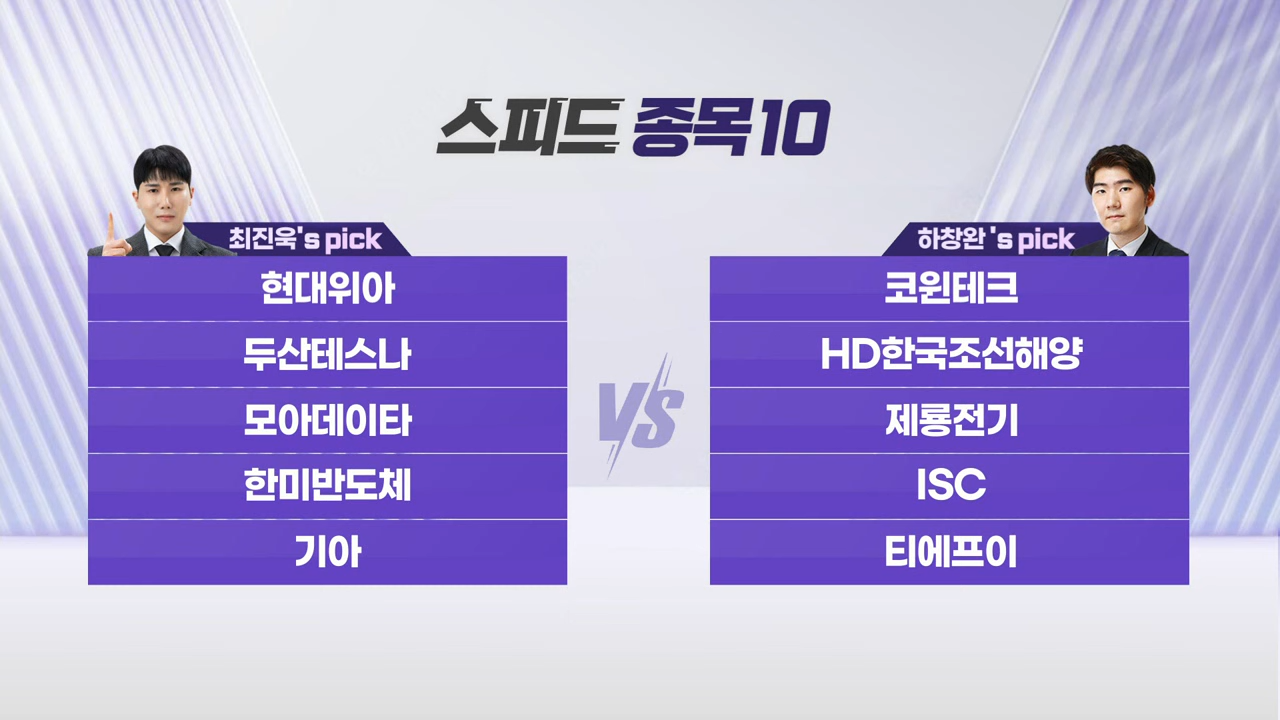 스피드 종목10
최진욱's pick
현대위아
두산테스나
모아데이타
한미반도체
기아
VS
하창완 's pick
코윈테크
HD한국조선해양
제룡전기
ISC
티에프이